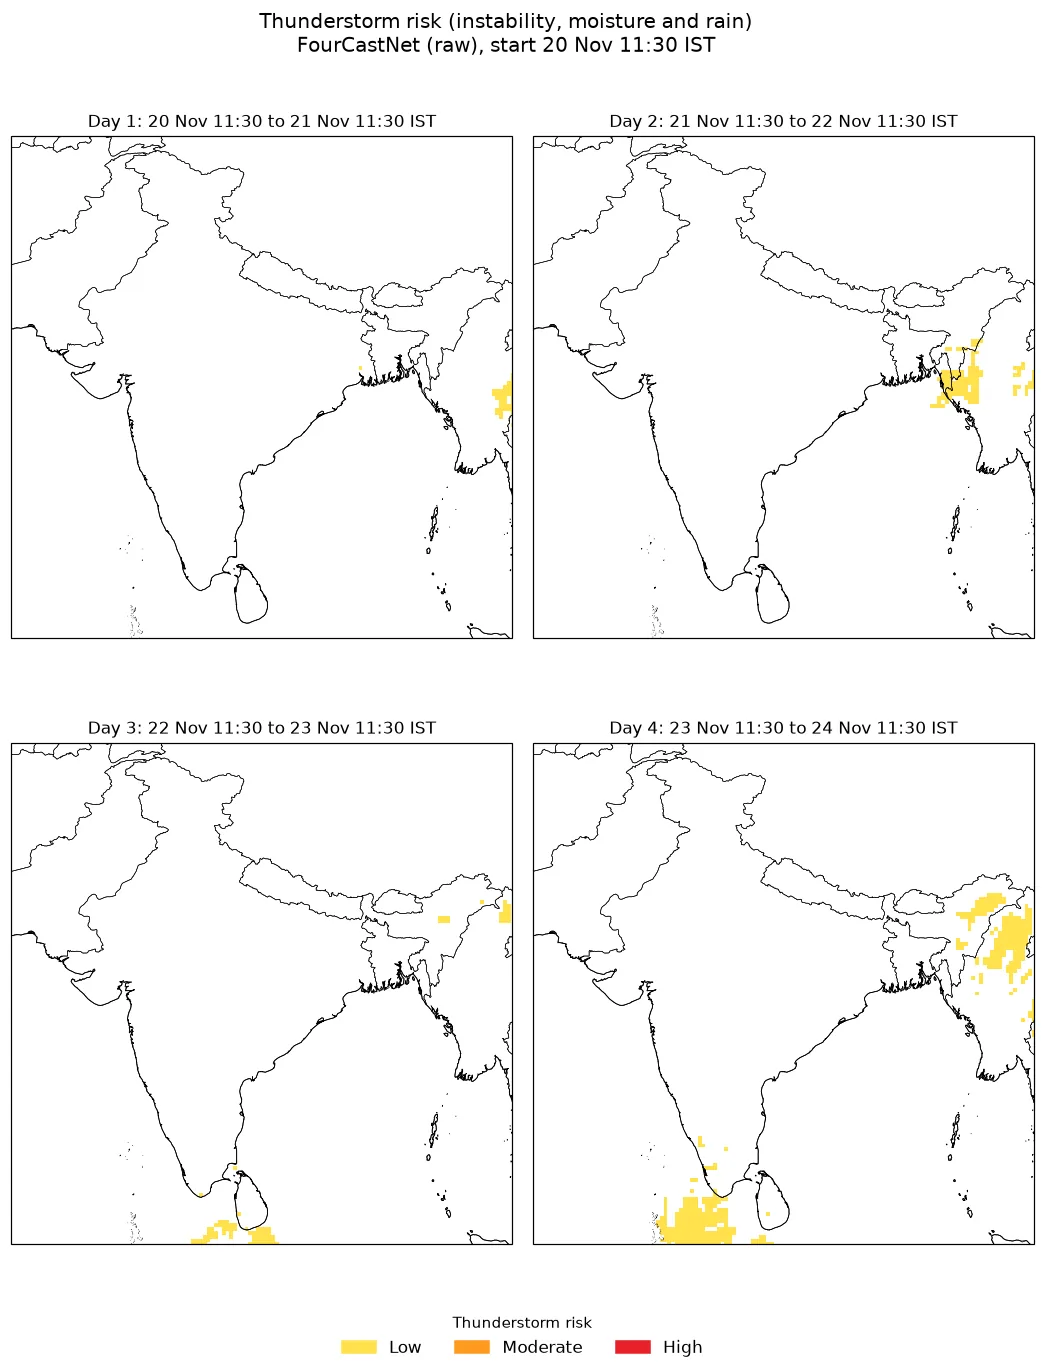 Thunderstorm risk (instability, moisture and rain)
FourCastNet (raw), start 20 Nov 11:30 IST
Day 1: 20 Nov 11:30 to 21 Nov 11:30 IST
Day 2: 21 Nov 11:30 to 22 Nov 11:30 IST
Day 3: 22 Nov 11:30 to 23 Nov 11:30 IST
Day 4: 23 Nov 11:30 to 24 Nov 11:30 IST
Thunderstorm risk
Low Moderate High